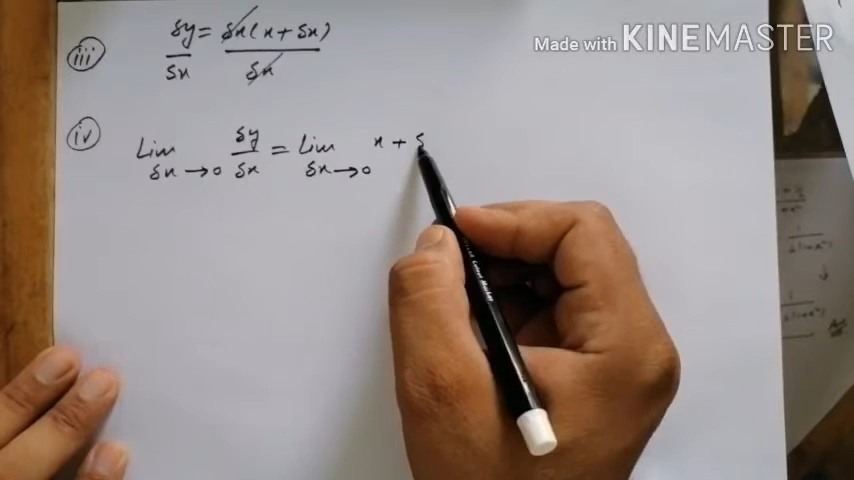 Made with KINEMASTER
iii δy/δx = δx(x + δx)/δx
iv Lim δx→0 δy/δx = Lim δx→0 x + δ